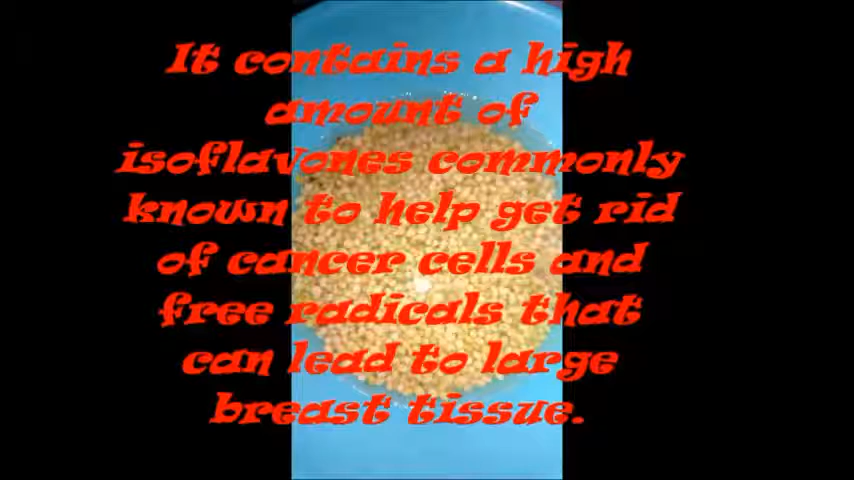 It contains a high
amount of
isoflavones commonly
known to help get rid
of cancer cells and
free radicals that
can lead to large
breast tissue.